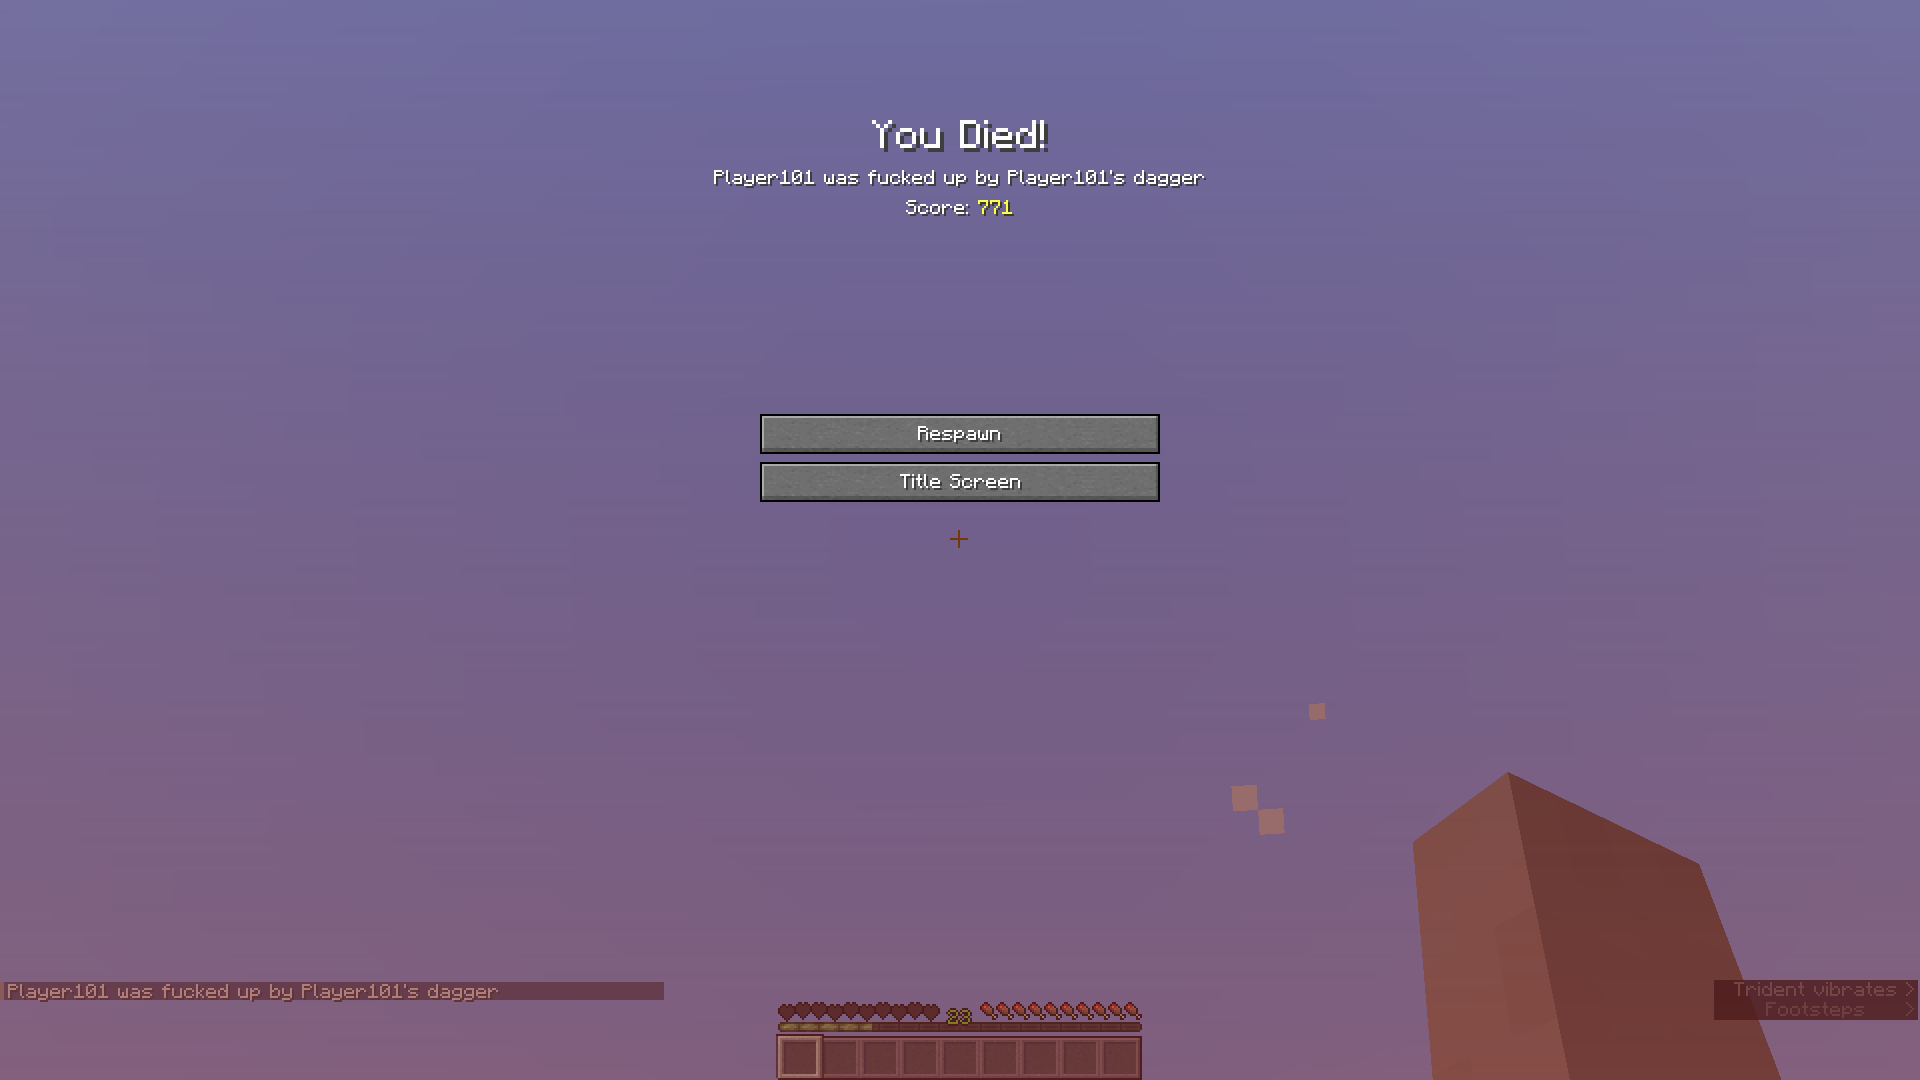 You Died!
Player101 was fucked up by Player101's dagger
Score: 771
Respawn
Title Screen
Player101 was fucked up by Player101's dagger
Trident vibrates >
Footsteps >
28